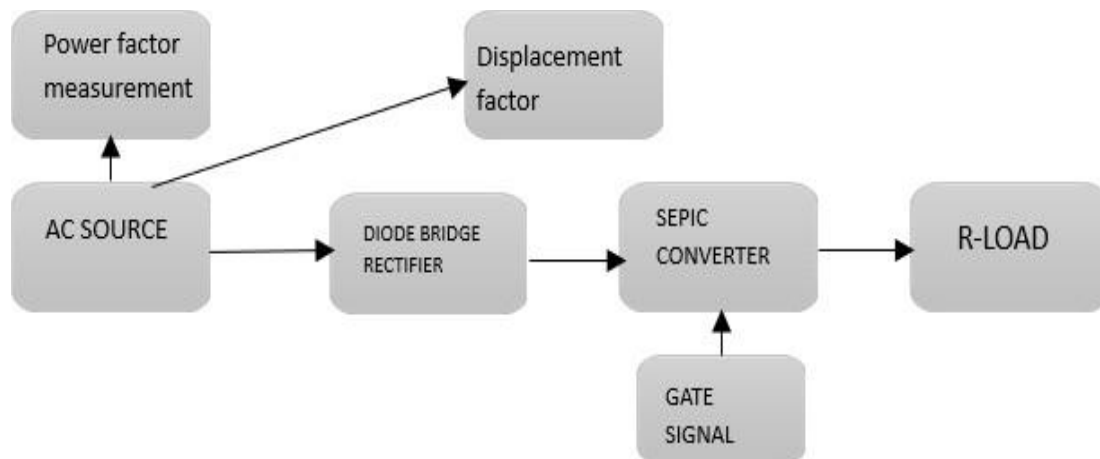 Power factor
measurement
Displacement
factor
AC SOURCE
DIODE BRIDGE
RECTIFIER
SEPIC
CONVERTER
R-LOAD
GATE
SIGNAL